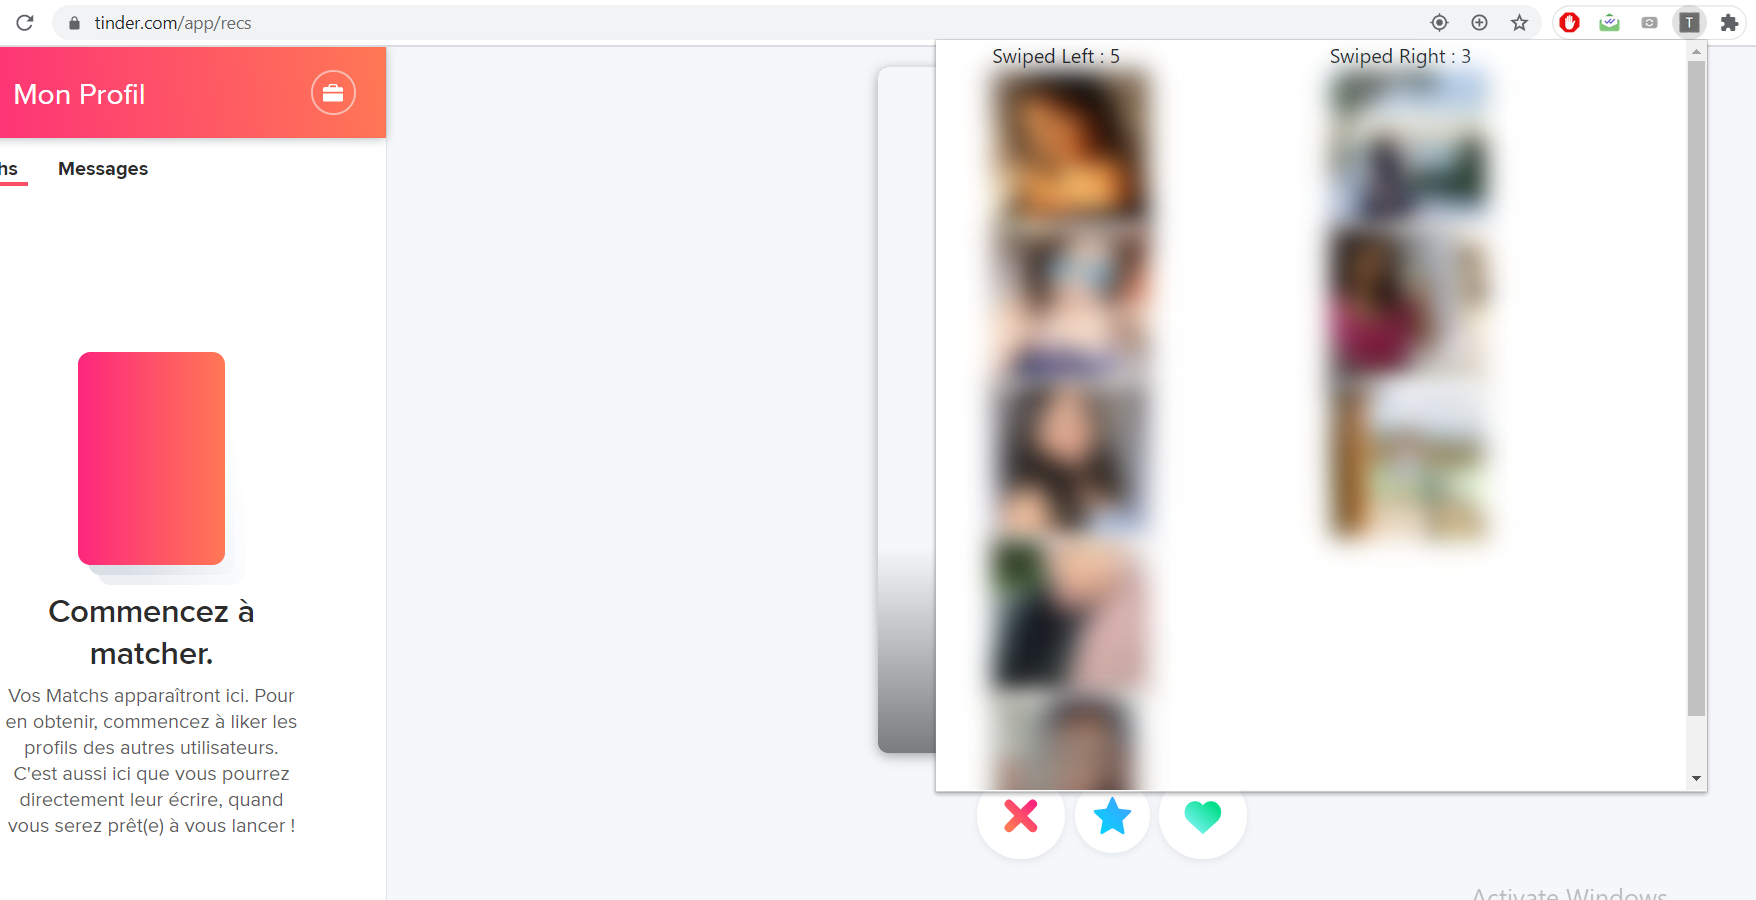 tinder.com/app/recs
T
Swiped Left : 5
Swiped Right : 3
Mon Profil
hs
Messages
Commencez à
matcher.
Vos Matchs apparaîtront ici. Pour
en obtenir, commencez à liker les
profils des autres utilisateurs.
C'est aussi ici que vous pourrez
directement leur écrire, quand
vous serez prêt(e) à vous lancer !
Activate Windows